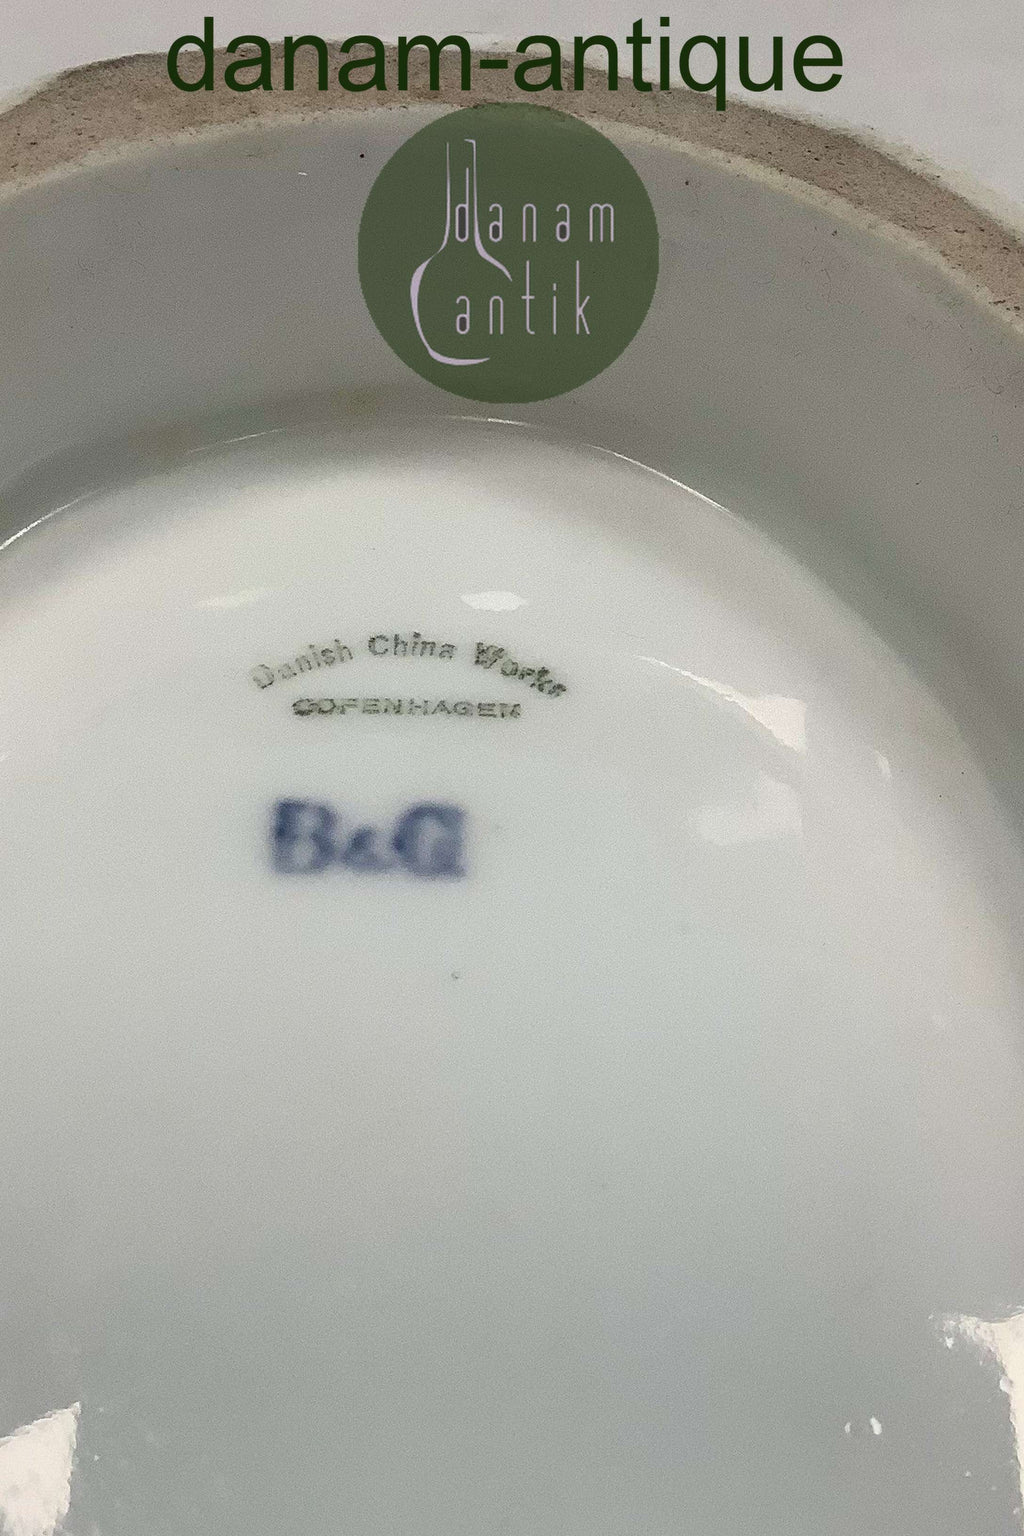 danam-antique
danam
antik
Danish China Works
COPENHAGEN
B&G